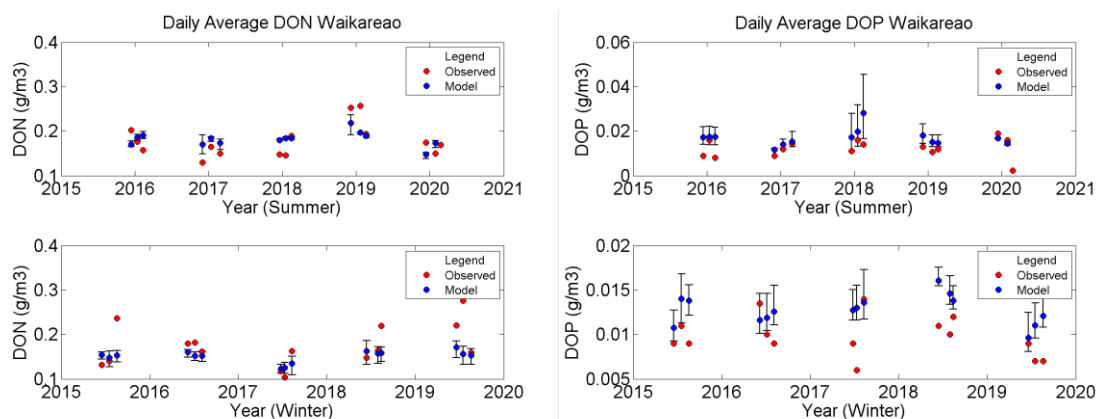 Daily Average DON Waikareao
0.4
0.3
0.2
0.1
DON (g/m3)
Legend
Observed
Model
2015 2016 2017 2018 2019 2020 2021
Year (Summer)
Daily Average DOP Waikareao
0.06
0.04
0.02
0
DOP (g/m3)
Legend
Observed
Model
2015 2016 2017 2018 2019 2020 2021
Year (Summer)
0.4
0.3
0.2
0.1
DON (g/m3)
Legend
Observed
Model
2015 2016 2017 2018 2019 2020
Year (Winter)
0.02
0.015
0.01
0.005
DOP (g/m3)
Legend
Observed
Model
2015 2016 2017 2018 2019 2020
Year (Winter)